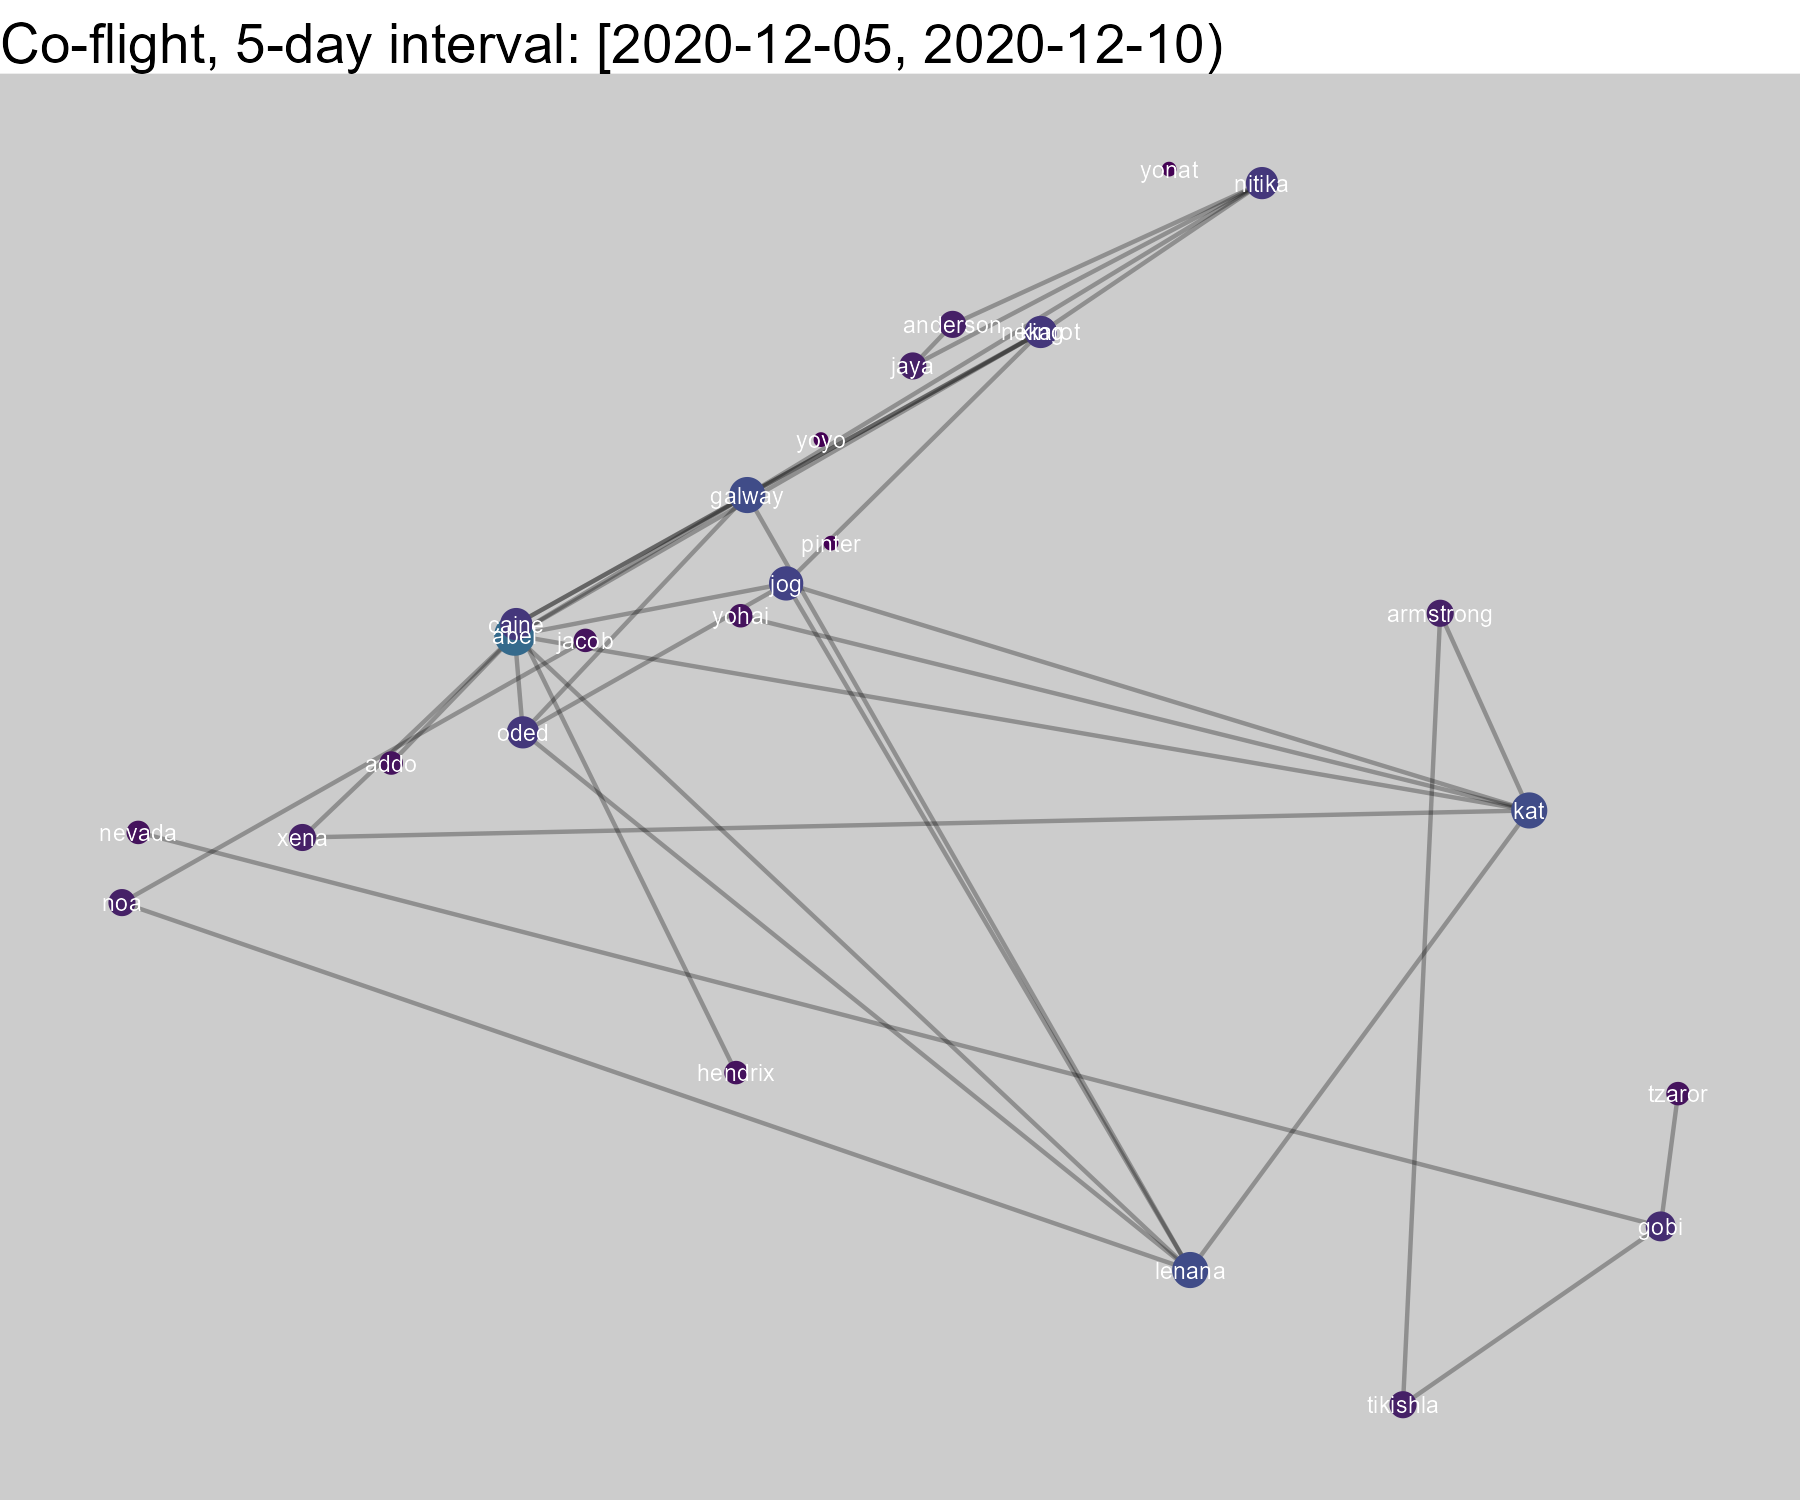 Co-flight, 5-day interval: [2020-12-05, 2020-12-10)
yonat
nitika
anderson
jaya
yoyo
galway
pinter
jog
yohai
armstrong
caine
abel
jacob
oded
addo
nevada
xena
kat
noa
hendrix
tzaror
gobi
lenana
tikishla